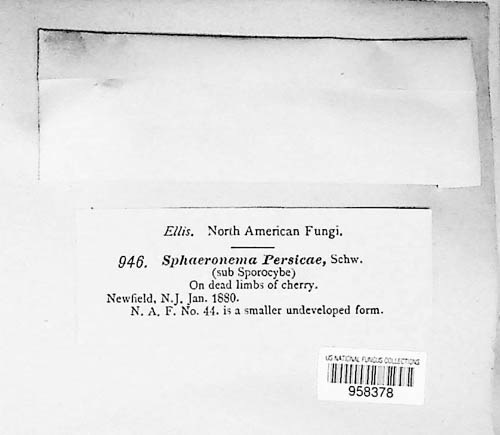 Ellis. North American Fungi.
946. Sphaeronema Persicae, Schw.
(sub Sporocybe)
On dead limbs of cherry.
Newfield, N.J. Jan. 1880.
N. A. F. No. 44. is a smaller undeveloped form.
US NATIONAL FUNGUS COLLECTIONS
958378